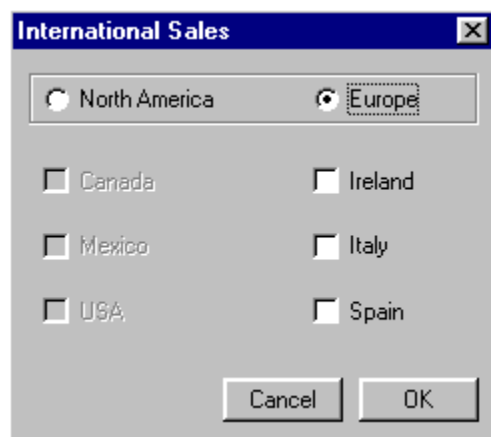 International Sales
North America Europe
Canada Ireland
Mexico Italy
USA Spain
Cancel OK